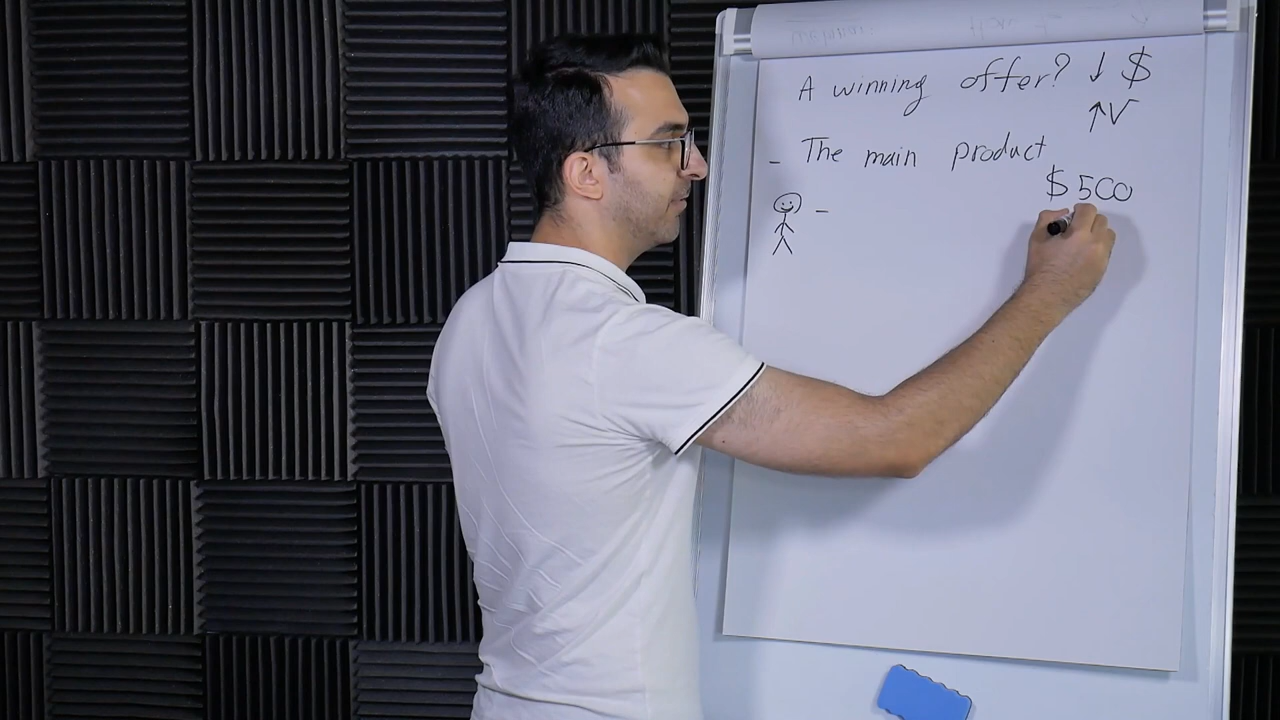 A winning offer? ↓ $
↑ V
- The main product
$500
-